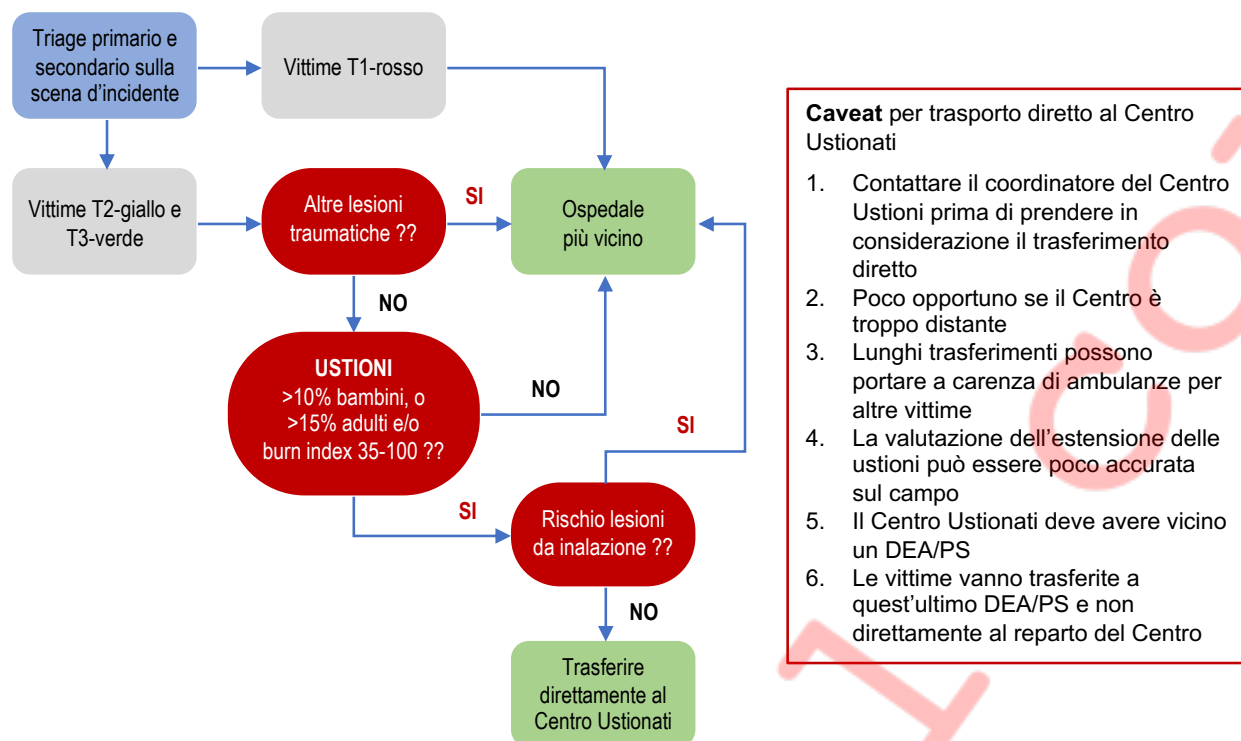 Triage primario e
secondario sulla
scena d'incidente
Vittime T1-rosso
Vittime T2-giallo e
T3-verde
Altre lesioni
traumatiche ??
SI
Ospedale
più vicino
NO
USTIONI
>10% bambini, o
>15% adulti e/o
burn index 35-100 ??
NO
SI
SI
Rischio lesioni
da inalazione ??
NO
Trasferire
direttamente al
Centro Ustionati
Caveat per trasporto diretto al Centro
Ustionati
1. Contattare il coordinatore del Centro
Ustioni prima di prendere in
considerazione il trasferimento
diretto
2. Poco opportuno se il Centro è
troppo distante
3. Lunghi trasferimenti possono
portare a carenza di ambulanze per
altre vittime
4. La valutazione dell'estensione delle
ustioni può essere poco accurata
sul campo
5. Il Centro Ustionati deve avere vicino
un DEA/PS
6. Le vittime vanno trasferite a
quest'ultimo DEA/PS e non
direttamente al reparto del Centro